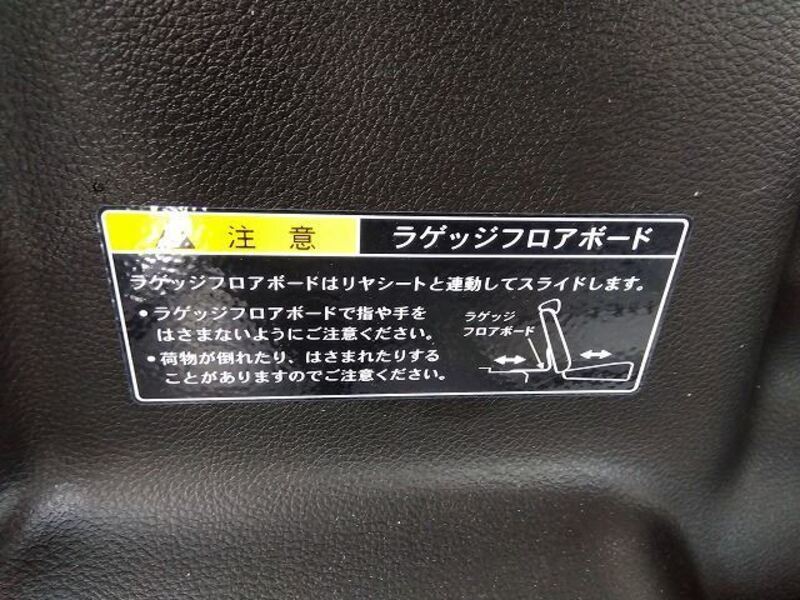 ⚠ 注意
ラゲッジフロアボード
ラゲッジフロアボードはリヤシートと連動してスライドします。
●ラゲッジフロアボードで指や手を
はさまないようにご注意ください。
●荷物が倒れたり、はさまれたりする
ことがありますのでご注意ください。
ラゲッジ
フロアボード